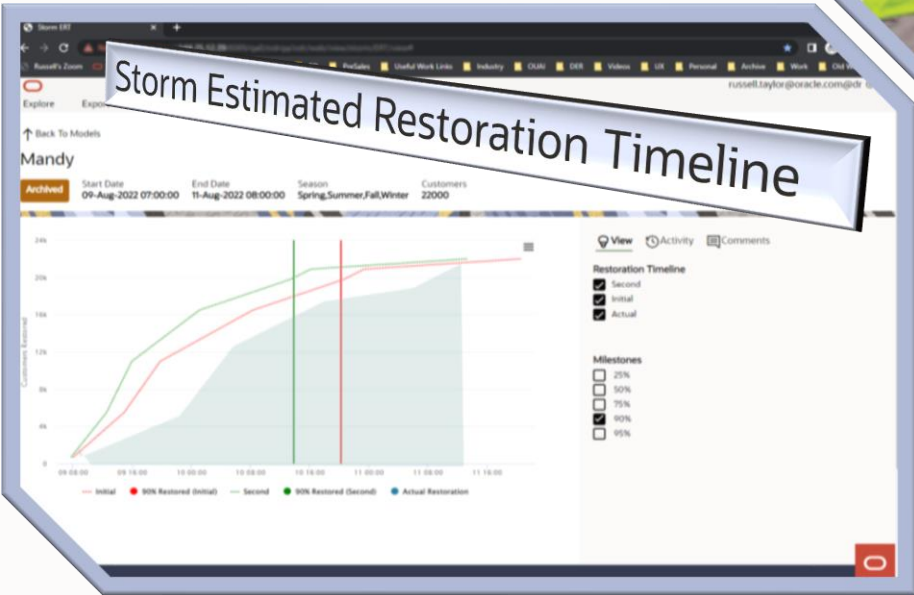 Storm ERT
Russell's Zoom
PreSales
Useful Work Links
Industry
OUAI
DER
Videos
UX
Personal
Archive
Work
Storm Estimated Restoration Timeline
Explore
russell.taylor@oracle.com@dr
Back To Models
Mandy
Archived
Start Date
09-Aug-2022 07:00:00
End Date
11-Aug-2022 08:00:00
Season
Spring,Summer,Fall,Winter
Customers
22000
View Activity Comments
Restoration Timeline
Second
Initial
Actual
Milestones
25%
50%
75%
90%
95%
Customers Restored
24k
20k
16k
12k
8k
4k
0
09 08:00 09 16:00 10 00:00 10 08:00 10 16:00 11 00:00 11 08:00 11 16:00
Initial 90% Restored (Initial) Second 90% Restored (Second) Actual Restoration